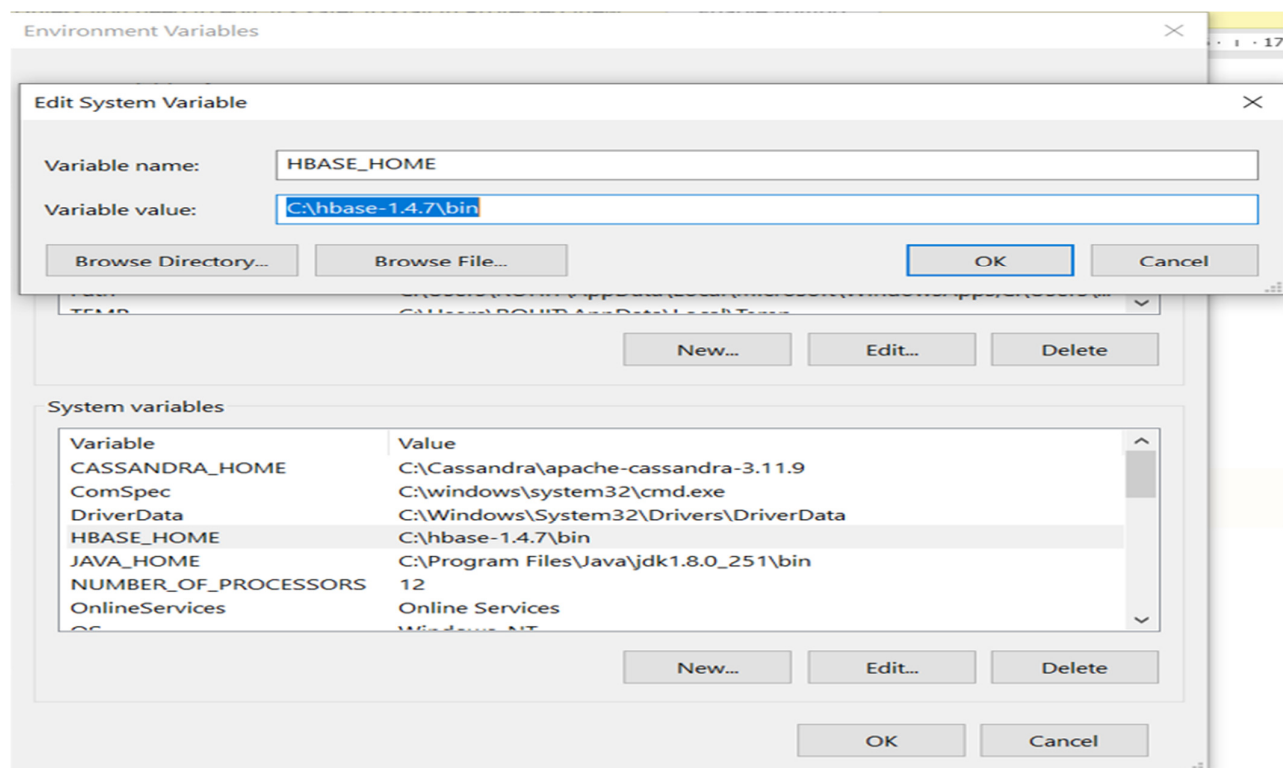 Environment Variables
17
Edit System Variable
Variable name: HBASE_HOME
Variable value: C:\hbase-1.4.7\bin
Browse Directory... Browse File... OK Cancel
New... Edit... Delete
System variables
Variable Value
CASSANDRA_HOME C:\Cassandra\apache-cassandra-3.11.9
ComSpec C:\windows\system32\cmd.exe
DriverData C:\Windows\System32\Drivers\DriverData
HBASE_HOME C:\hbase-1.4.7\bin
JAVA_HOME C:\Program Files\Java\jdk1.8.0_251\bin
NUMBER_OF_PROCESSORS 12
OnlineServices Online Services
New... Edit... Delete
OK Cancel